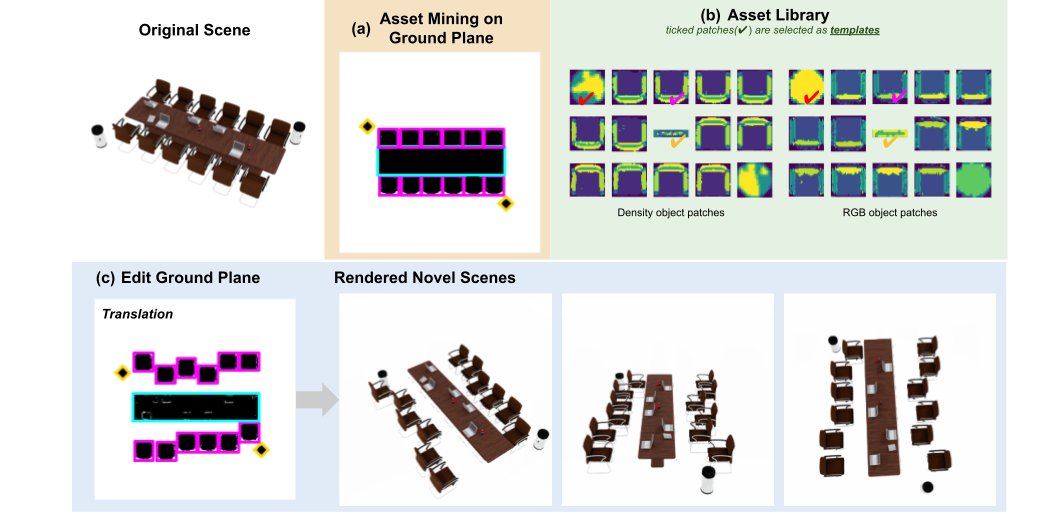 Original Scene
(a) Asset Mining on
Ground Plane
(b) Asset Library
ticked patches(✔) are selected as templates
Density object patches
RGB object patches
(c) Edit Ground Plane
Rendered Novel Scenes
Translation